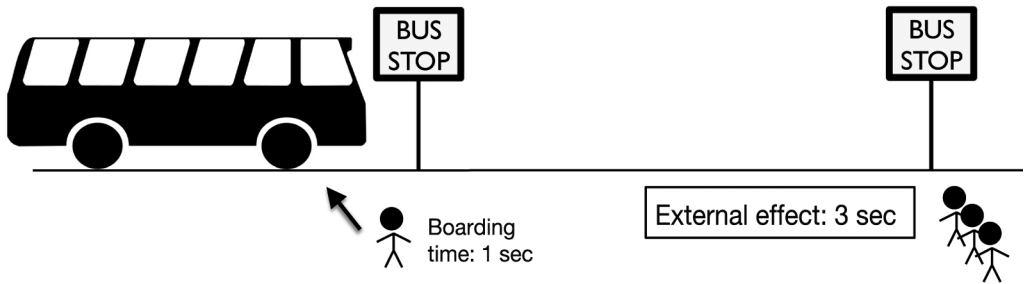 BUS
STOP
BUS
STOP
External effect: 3 sec
Boarding
time: 1 sec